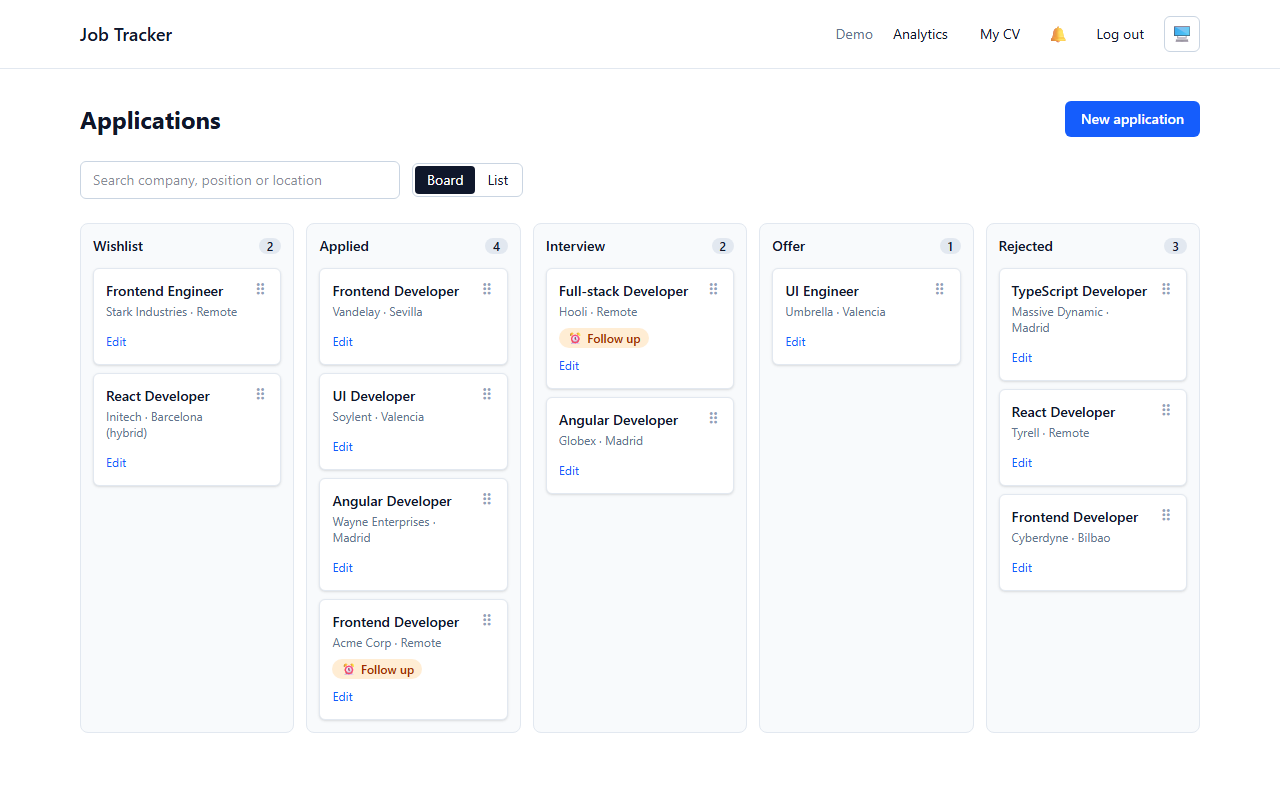 Job Tracker
Demo
Analytics
My CV
Log out
Applications
New application
Search company, position or location
Board
List
Wishlist
2
Frontend Engineer
Stark Industries · Remote
Edit
React Developer
Initech · Barcelona
(hybrid)
Edit
Applied
4
Frontend Developer
Vandelay · Sevilla
Edit
UI Developer
Soylent · Valencia
Edit
Angular Developer
Wayne Enterprises ·
Madrid
Edit
Frontend Developer
Acme Corp · Remote
Follow up
Edit
Interview
2
Full-stack Developer
Hooli · Remote
Follow up
Edit
Angular Developer
Globex · Madrid
Edit
Offer
1
UI Engineer
Umbrella · Valencia
Edit
Rejected
3
TypeScript Developer
Massive Dynamic ·
Madrid
Edit
React Developer
Tyrell · Remote
Edit
Frontend Developer
Cyberdyne · Bilbao
Edit